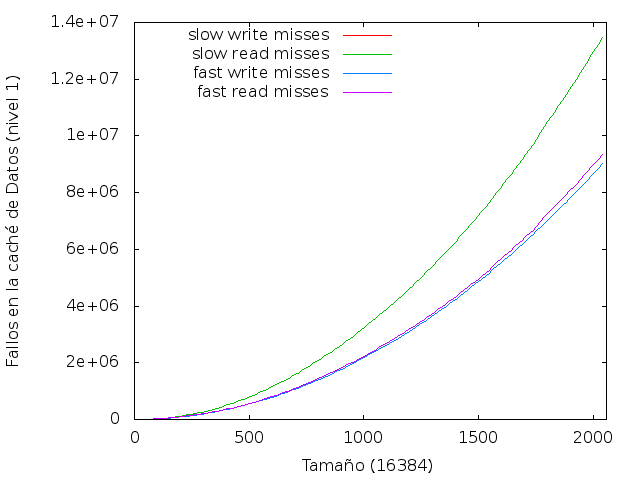 1.4e+07
1.2e+07
1e+07
8e+06
6e+06
4e+06
2e+06
0
0
500
1000
1500
2000
Fallos en la caché de Datos (nivel 1)
Tamaño (16384)
slow write misses
slow read misses
fast write misses
fast read misses